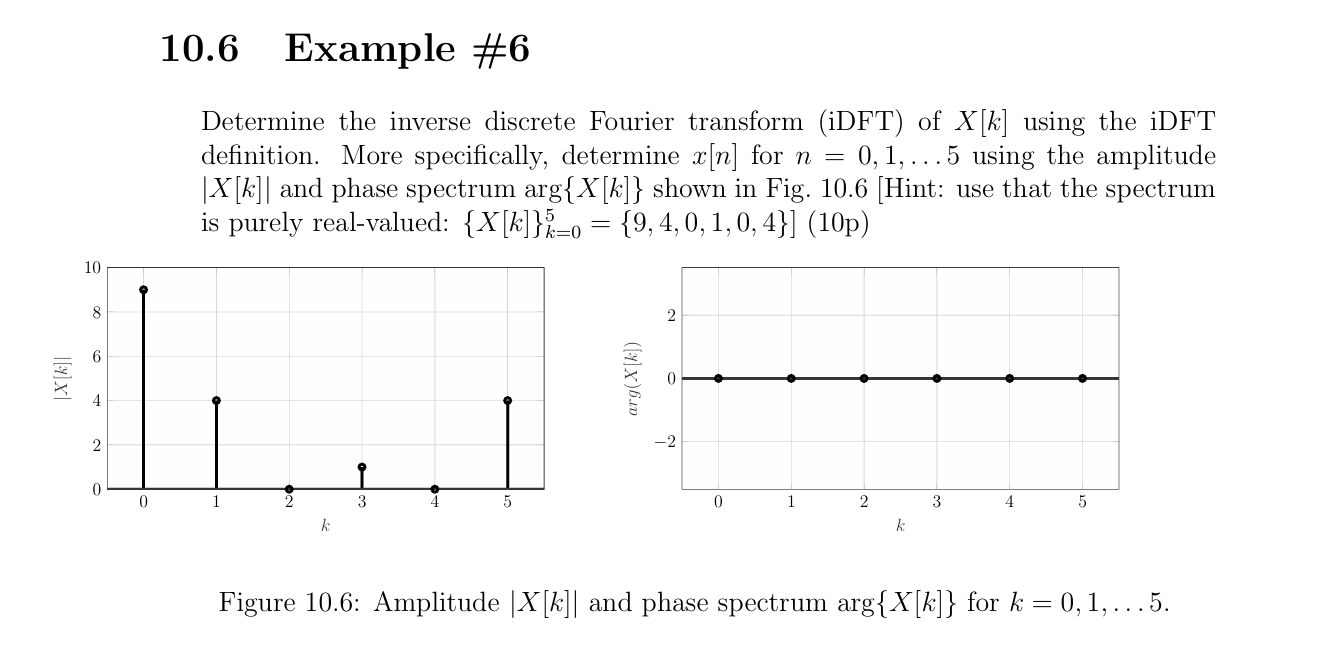 10.6 Example #6
Determine the inverse discrete Fourier transform (iDFT) of X[k] using the iDFT
definition. More specifically, determine x[n] for n = 0, 1, . . . 5 using the amplitude
|X[k]| and phase spectrum arg{X[k]} shown in Fig. 10.6 [Hint: use that the spectrum
is purely real-valued: {X[k]}_{k=0}^{5} = {9, 4, 0, 1, 0, 4}] (10p)
10
8
6
4
2
0
|X[k]|
0 1 2 3 4 5
k
2
0
−2
arg(X[k])
0 1 2 3 4 5
k
Figure 10.6: Amplitude |X[k]| and phase spectrum arg{X[k]} for k = 0, 1, . . . 5.